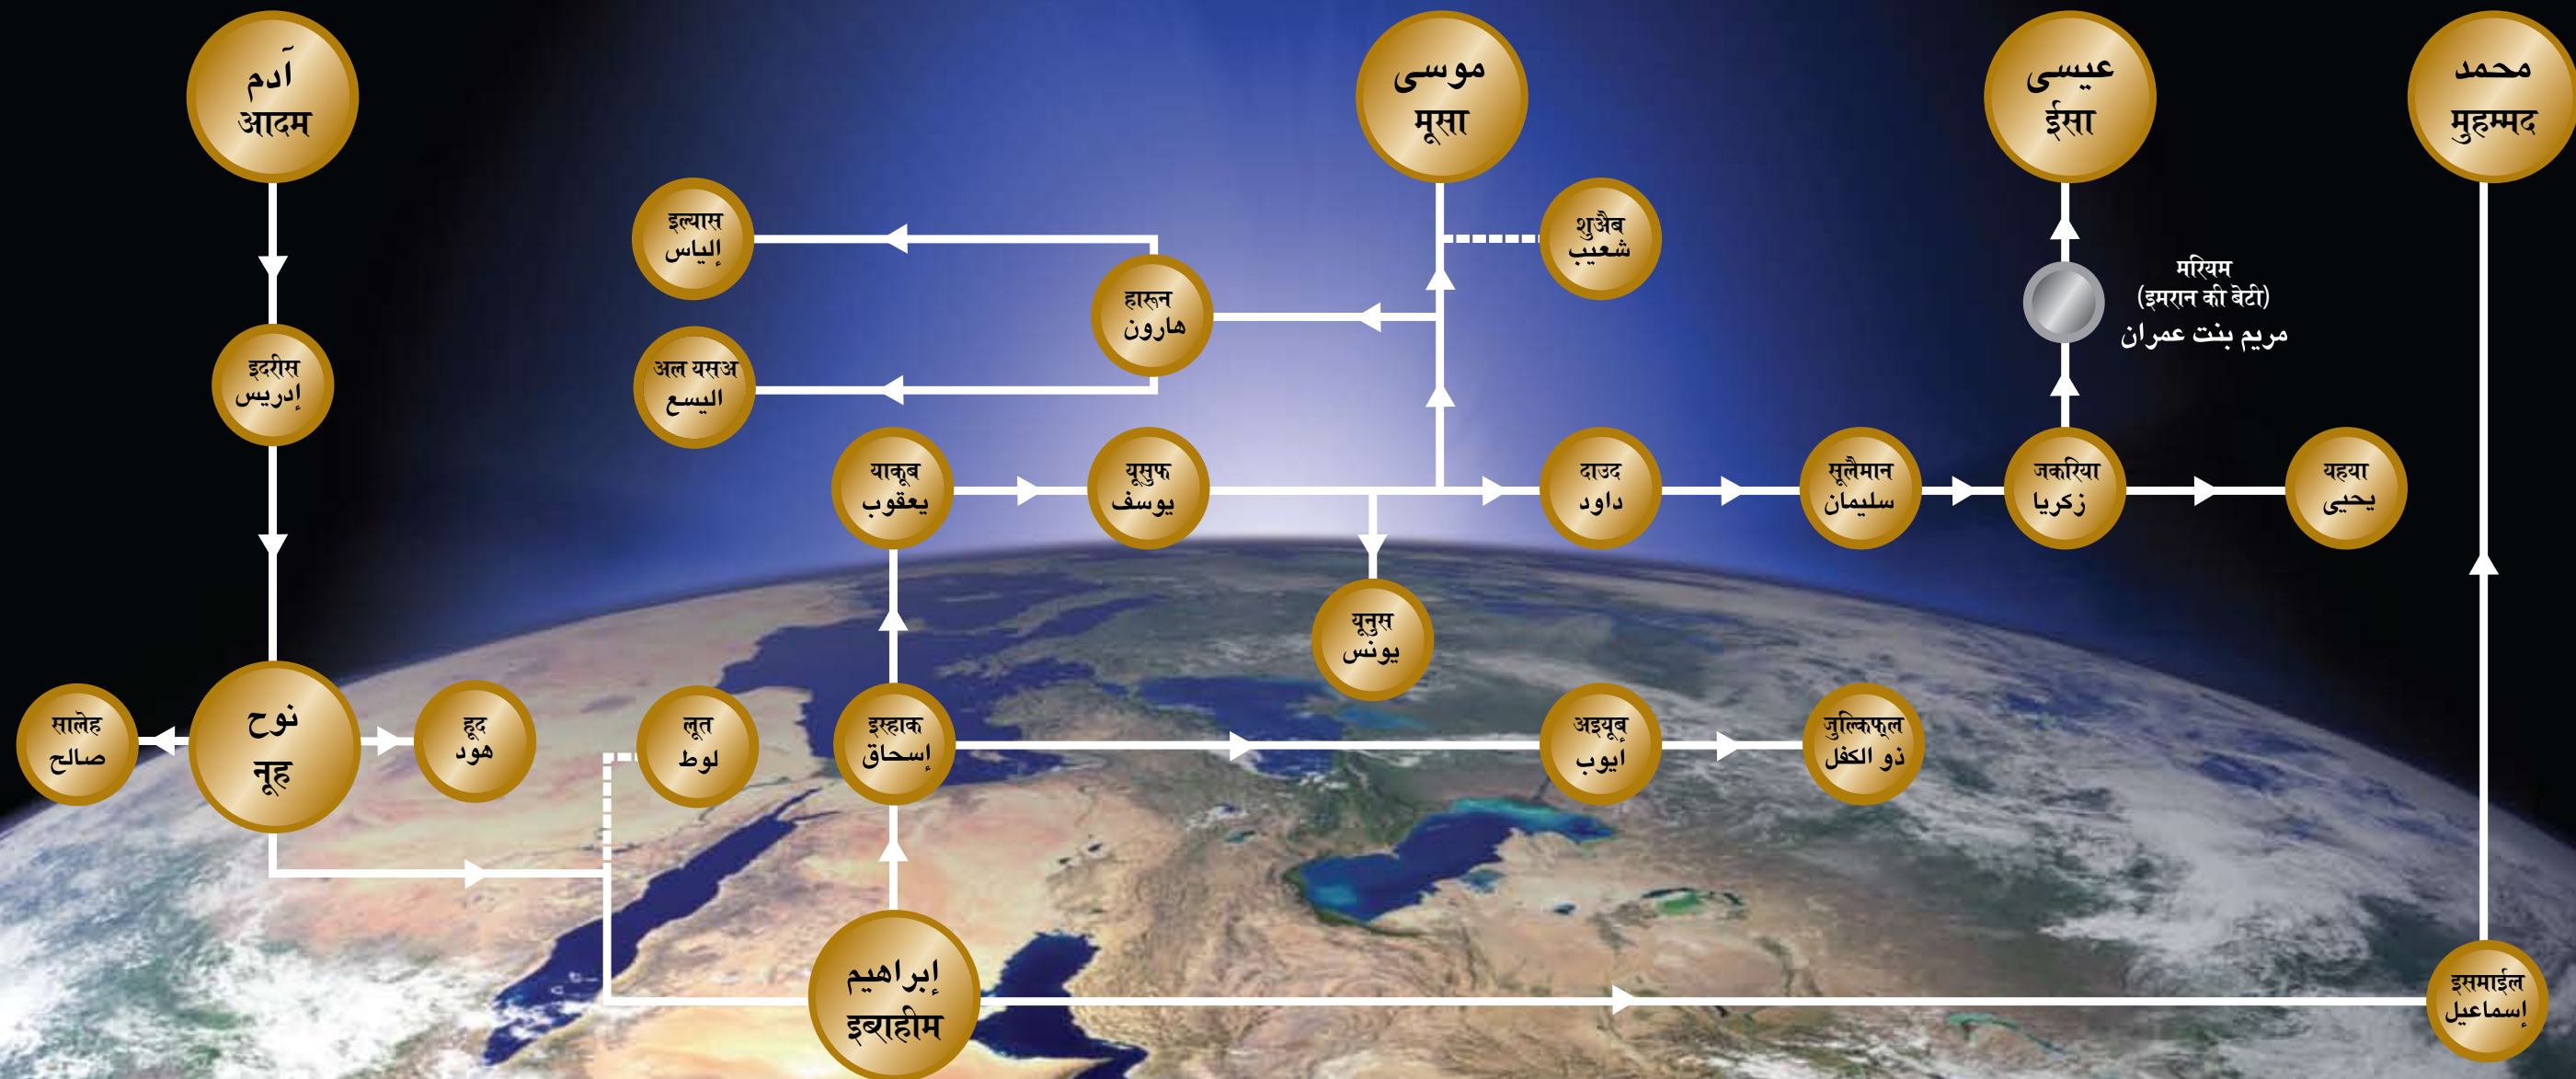 آدم
आदम
موسى
मूसा
عيسى
ईसा
محمد
मुहम्मद
इल्यास
إلياس
शुऐब
شعيب
हारून
هارون
मरियम
(इमरान की बेटी)
مريم بنت عمران
इदरीस
إدريس
अल यसअ
اليسع
याकूब
يعقوب
यूसुफ
يوسف
दाउद
داود
सूलैमान
سليمان
जकरिया
زكريا
यहया
يحيى
यूनुस
يونس
सालेह
صالح
نوح
नूह
हूद
هود
लूत
لوط
इस्हाक
إسحاق
अइयूब
أيوب
जुल्किफ्ल
ذو الكفل
إبراهيم
इब्राहीम
इसमाईल
إسماعيل